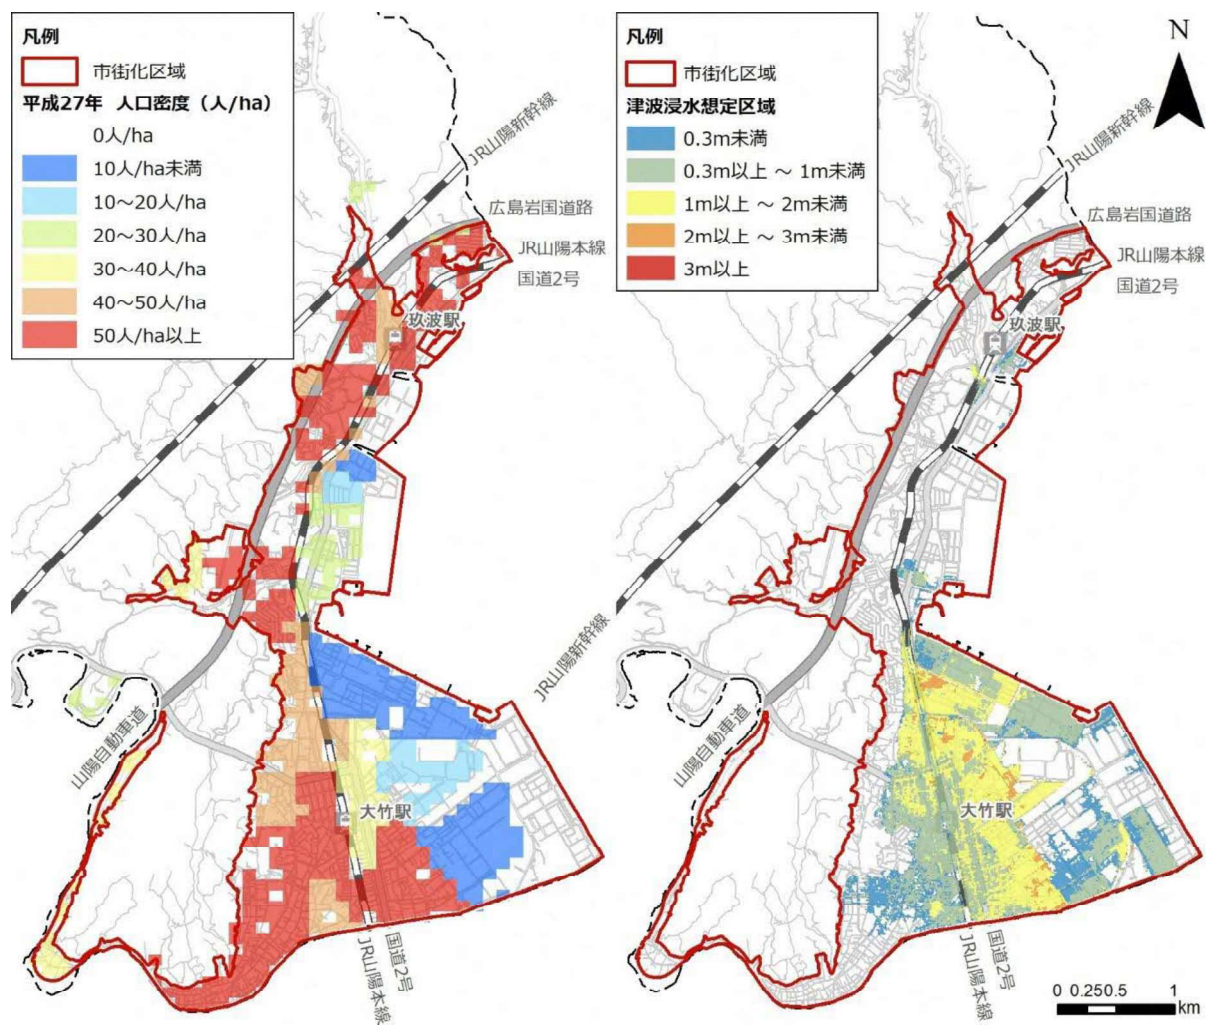 凡例
市街化区域
平成27年 人口密度（人/ha）
0人/ha
10人/ha未満
10～20人/ha
20～30人/ha
30～40人/ha
40～50人/ha
50人/ha以上
JR山陽新幹線
広島岩国道路
JR山陽本線
国道2号
玖波駅
JR山陽新幹線
山陽自動車道
大竹駅
国道2号
JR山陽本線
凡例
市街化区域
津波浸水想定区域
0.3m未満
0.3m以上 ～ 1m未満
1m以上 ～ 2m未満
2m以上 ～ 3m未満
3m以上
N
JR山陽新幹線
広島岩国道路
JR山陽本線
国道2号
玖波駅
山陽自動車道
大竹駅
国道2号
JR山陽本線
0 0.25 0.5 1
km